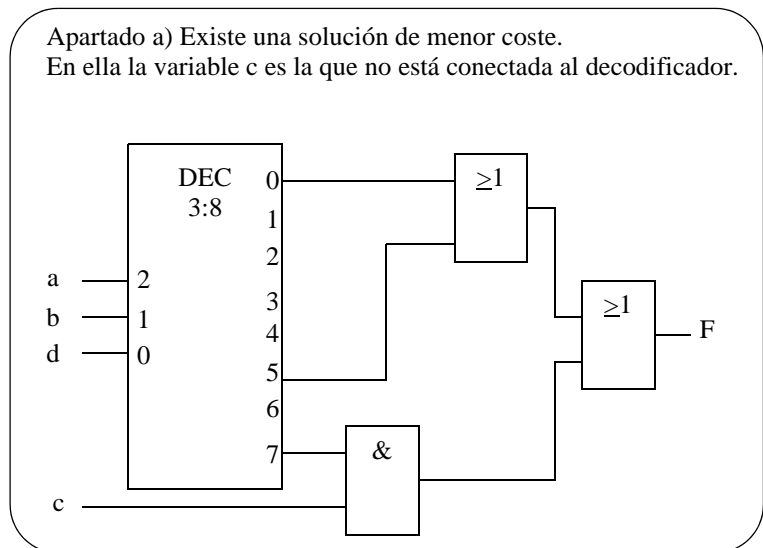 Apartado a) Existe una solución de menor coste.
En ella la variable c es la que no está conectada al decodificador.
DEC
3:8
0
1
2
3
4
5
6
7
a
b
d
2
1
0
c
&
≥1
≥1
F